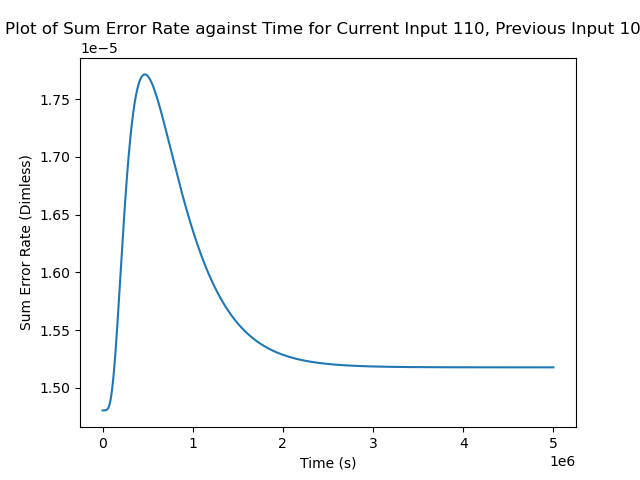 Plot of Sum Error Rate against Time for Current Input 110, Previous Input 10
1e−5
1.75
1.70
1.65
1.60
1.55
1.50
Sum Error Rate (Dimless)
0 1 2 3 4 5
1e6
Time (s)